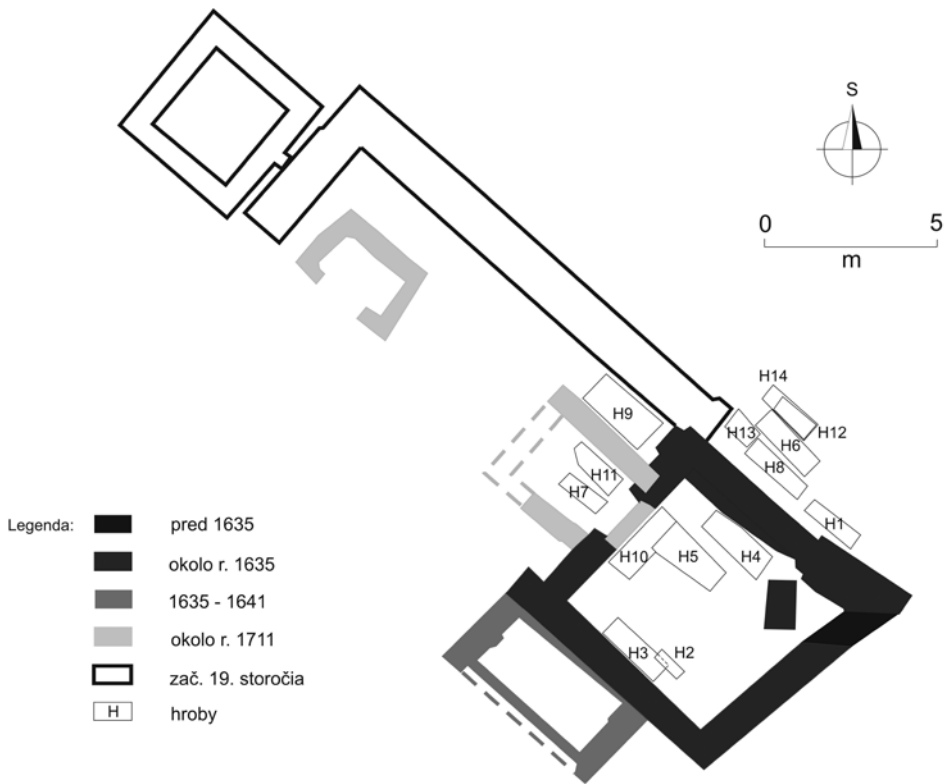 S
0 5
m
H14
H9
H13
H12
H6
H8
H11
H7
H1
H10
H5
H4
H3
H2
Legenda:
pred 1635
okolo r. 1635
1635 - 1641
okolo r. 1711
zač. 19. storočia
H hroby